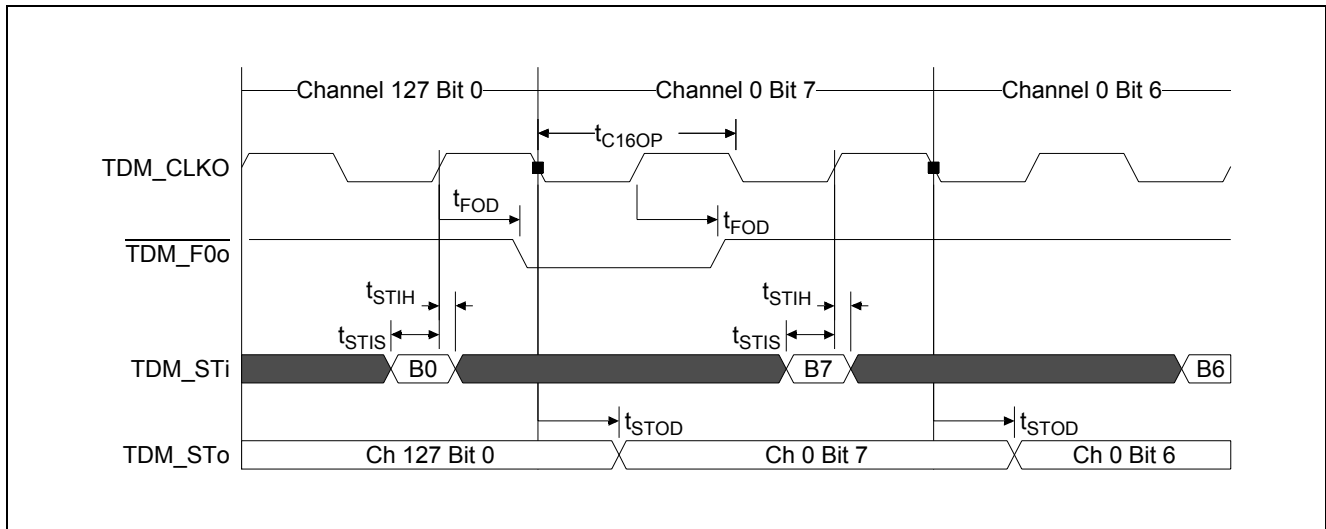 Channel 127 Bit 0 Channel 0 Bit 7 Channel 0 Bit 6
tC16OP
TDM_CLKO
tFOD tFOD
TDM_F0o
tSTIH tSTIH
tSTIS tSTIS
TDM_STi B0 B7 B6
tSTOD tSTOD
TDM_STo Ch 127 Bit 0 Ch 0 Bit 7 Ch 0 Bit 6